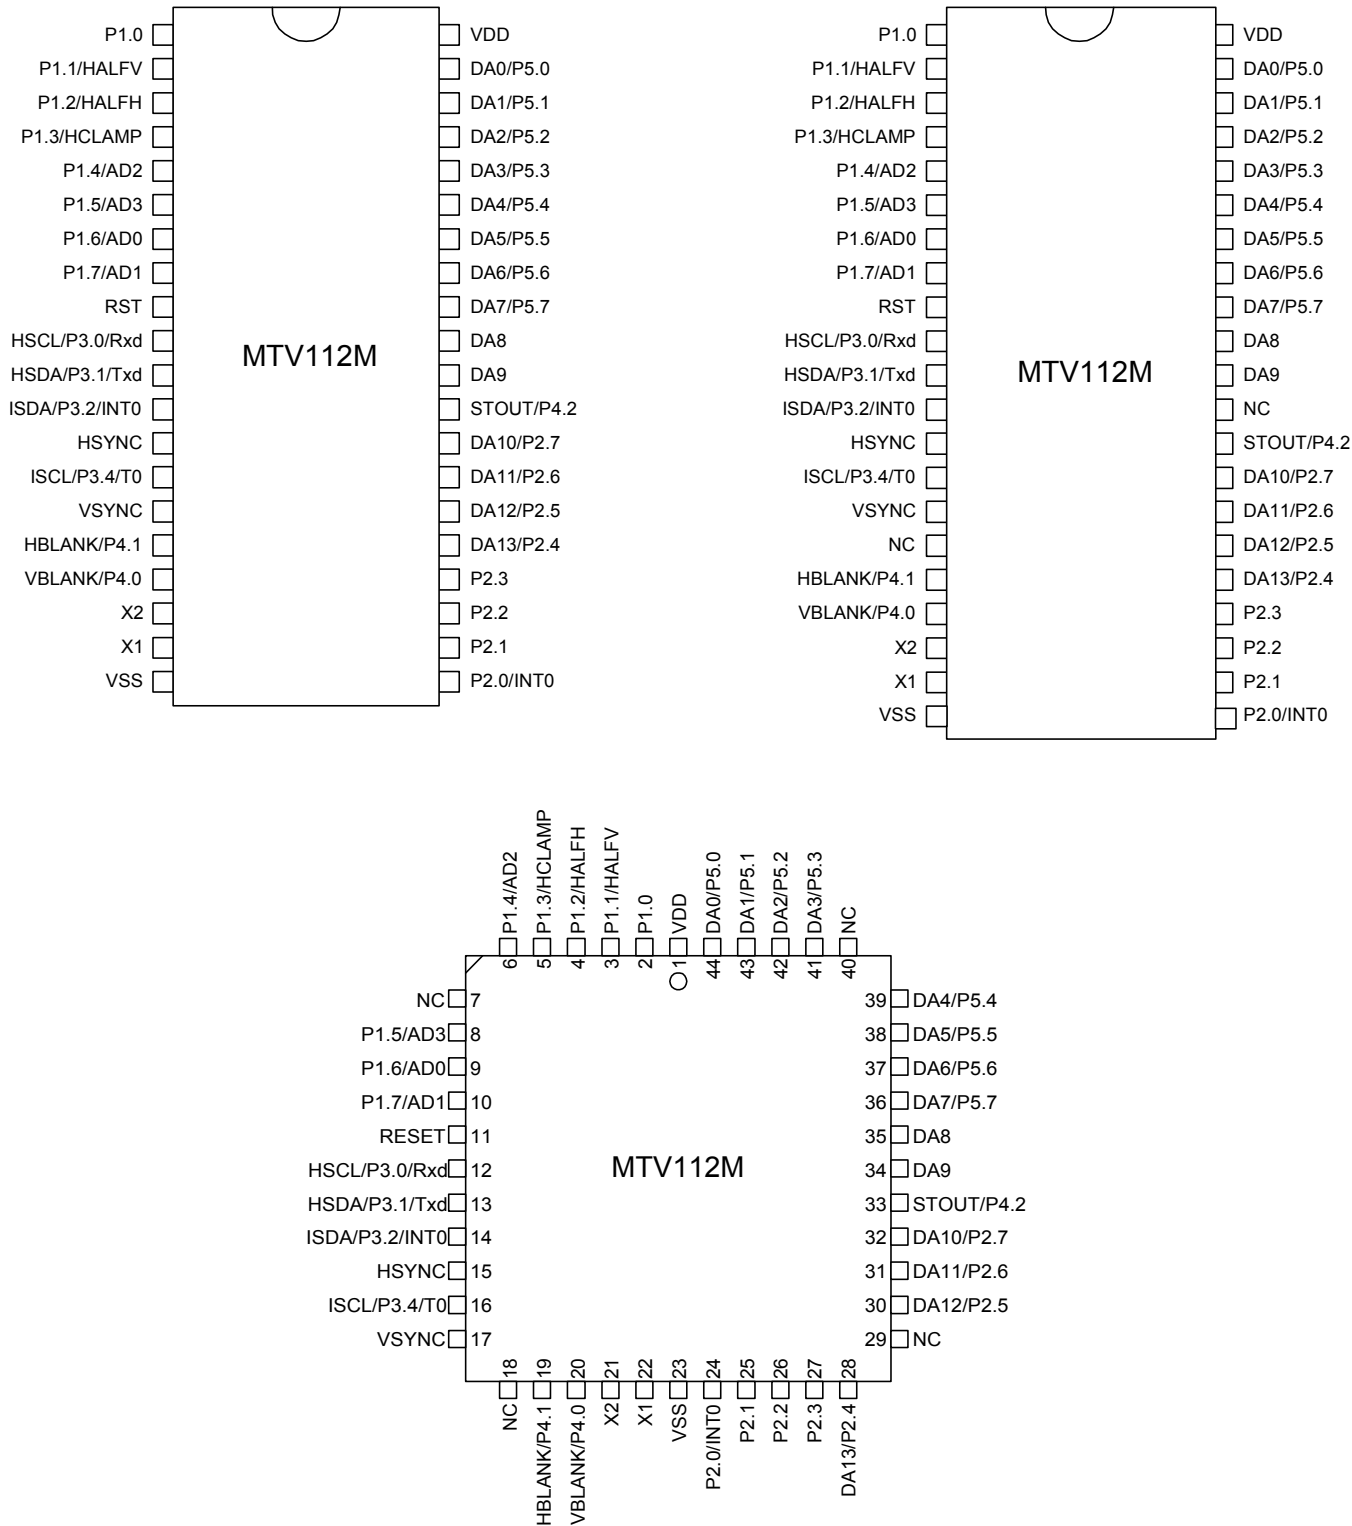 P1.0
P1.1/HALFV
P1.2/HALFH
P1.3/HCLAMP
P1.4/AD2
P1.5/AD3
P1.6/AD0
P1.7/AD1
RST
HSCL/P3.0/Rxd
HSDA/P3.1/Txd
ISDA/P3.2/INT0
HSYNC
ISCL/P3.4/T0
VSYNC
HBLANK/P4.1
VBLANK/P4.0
X2
X1
VSS
MTV112M
VDD
DA0/P5.0
DA1/P5.1
DA2/P5.2
DA3/P5.3
DA4/P5.4
DA5/P5.5
DA6/P5.6
DA7/P5.7
DA8
DA9
STOUT/P4.2
DA10/P2.7
DA11/P2.6
DA12/P2.5
DA13/P2.4
P2.3
P2.2
P2.1
P2.0/INT0
P1.0
P1.1/HALFV
P1.2/HALFH
P1.3/HCLAMP
P1.4/AD2
P1.5/AD3
P1.6/AD0
P1.7/AD1
RST
HSCL/P3.0/Rxd
HSDA/P3.1/Txd
ISDA/P3.2/INT0
HSYNC
ISCL/P3.4/T0
VSYNC
NC
HBLANK/P4.1
VBLANK/P4.0
X2
X1
VSS
MTV112M
VDD
DA0/P5.0
DA1/P5.1
DA2/P5.2
DA3/P5.3
DA4/P5.4
DA5/P5.5
DA6/P5.6
DA7/P5.7
DA8
DA9
NC
STOUT/P4.2
DA10/P2.7
DA11/P2.6
DA12/P2.5
DA13/P2.4
P2.3
P2.2
P2.1
P2.0/INT0
6 P1.4/AD2
5 P1.3/HCLAMP
4 P1.2/HALFH
3 P1.1/HALFV
2 P1.0
1 VDD
44 DA0/P5.0
43 DA1/P5.1
42 DA2/P5.2
41 DA3/P5.3
40 NC
NC 7
P1.5/AD3 8
P1.6/AD0 9
P1.7/AD1 10
RESET 11
HSCL/P3.0/Rxd 12
HSDA/P3.1/Txd 13
ISDA/P3.2/INT0 14
HSYNC 15
ISCL/P3.4/T0 16
VSYNC 17
MTV112M
39 DA4/P5.4
38 DA5/P5.5
37 DA6/P5.6
36 DA7/P5.7
35 DA8
34 DA9
33 STOUT/P4.2
32 DA10/P2.7
31 DA11/P2.6
30 DA12/P2.5
29 NC
NC 18
HBLANK/P4.1 19
VBLANK/P4.0 20
X2 21
X1 22
VSS 23
P2.0/INT0 24
P2.1 25
P2.2 26
P2.3 27
DA13/P2.4 28